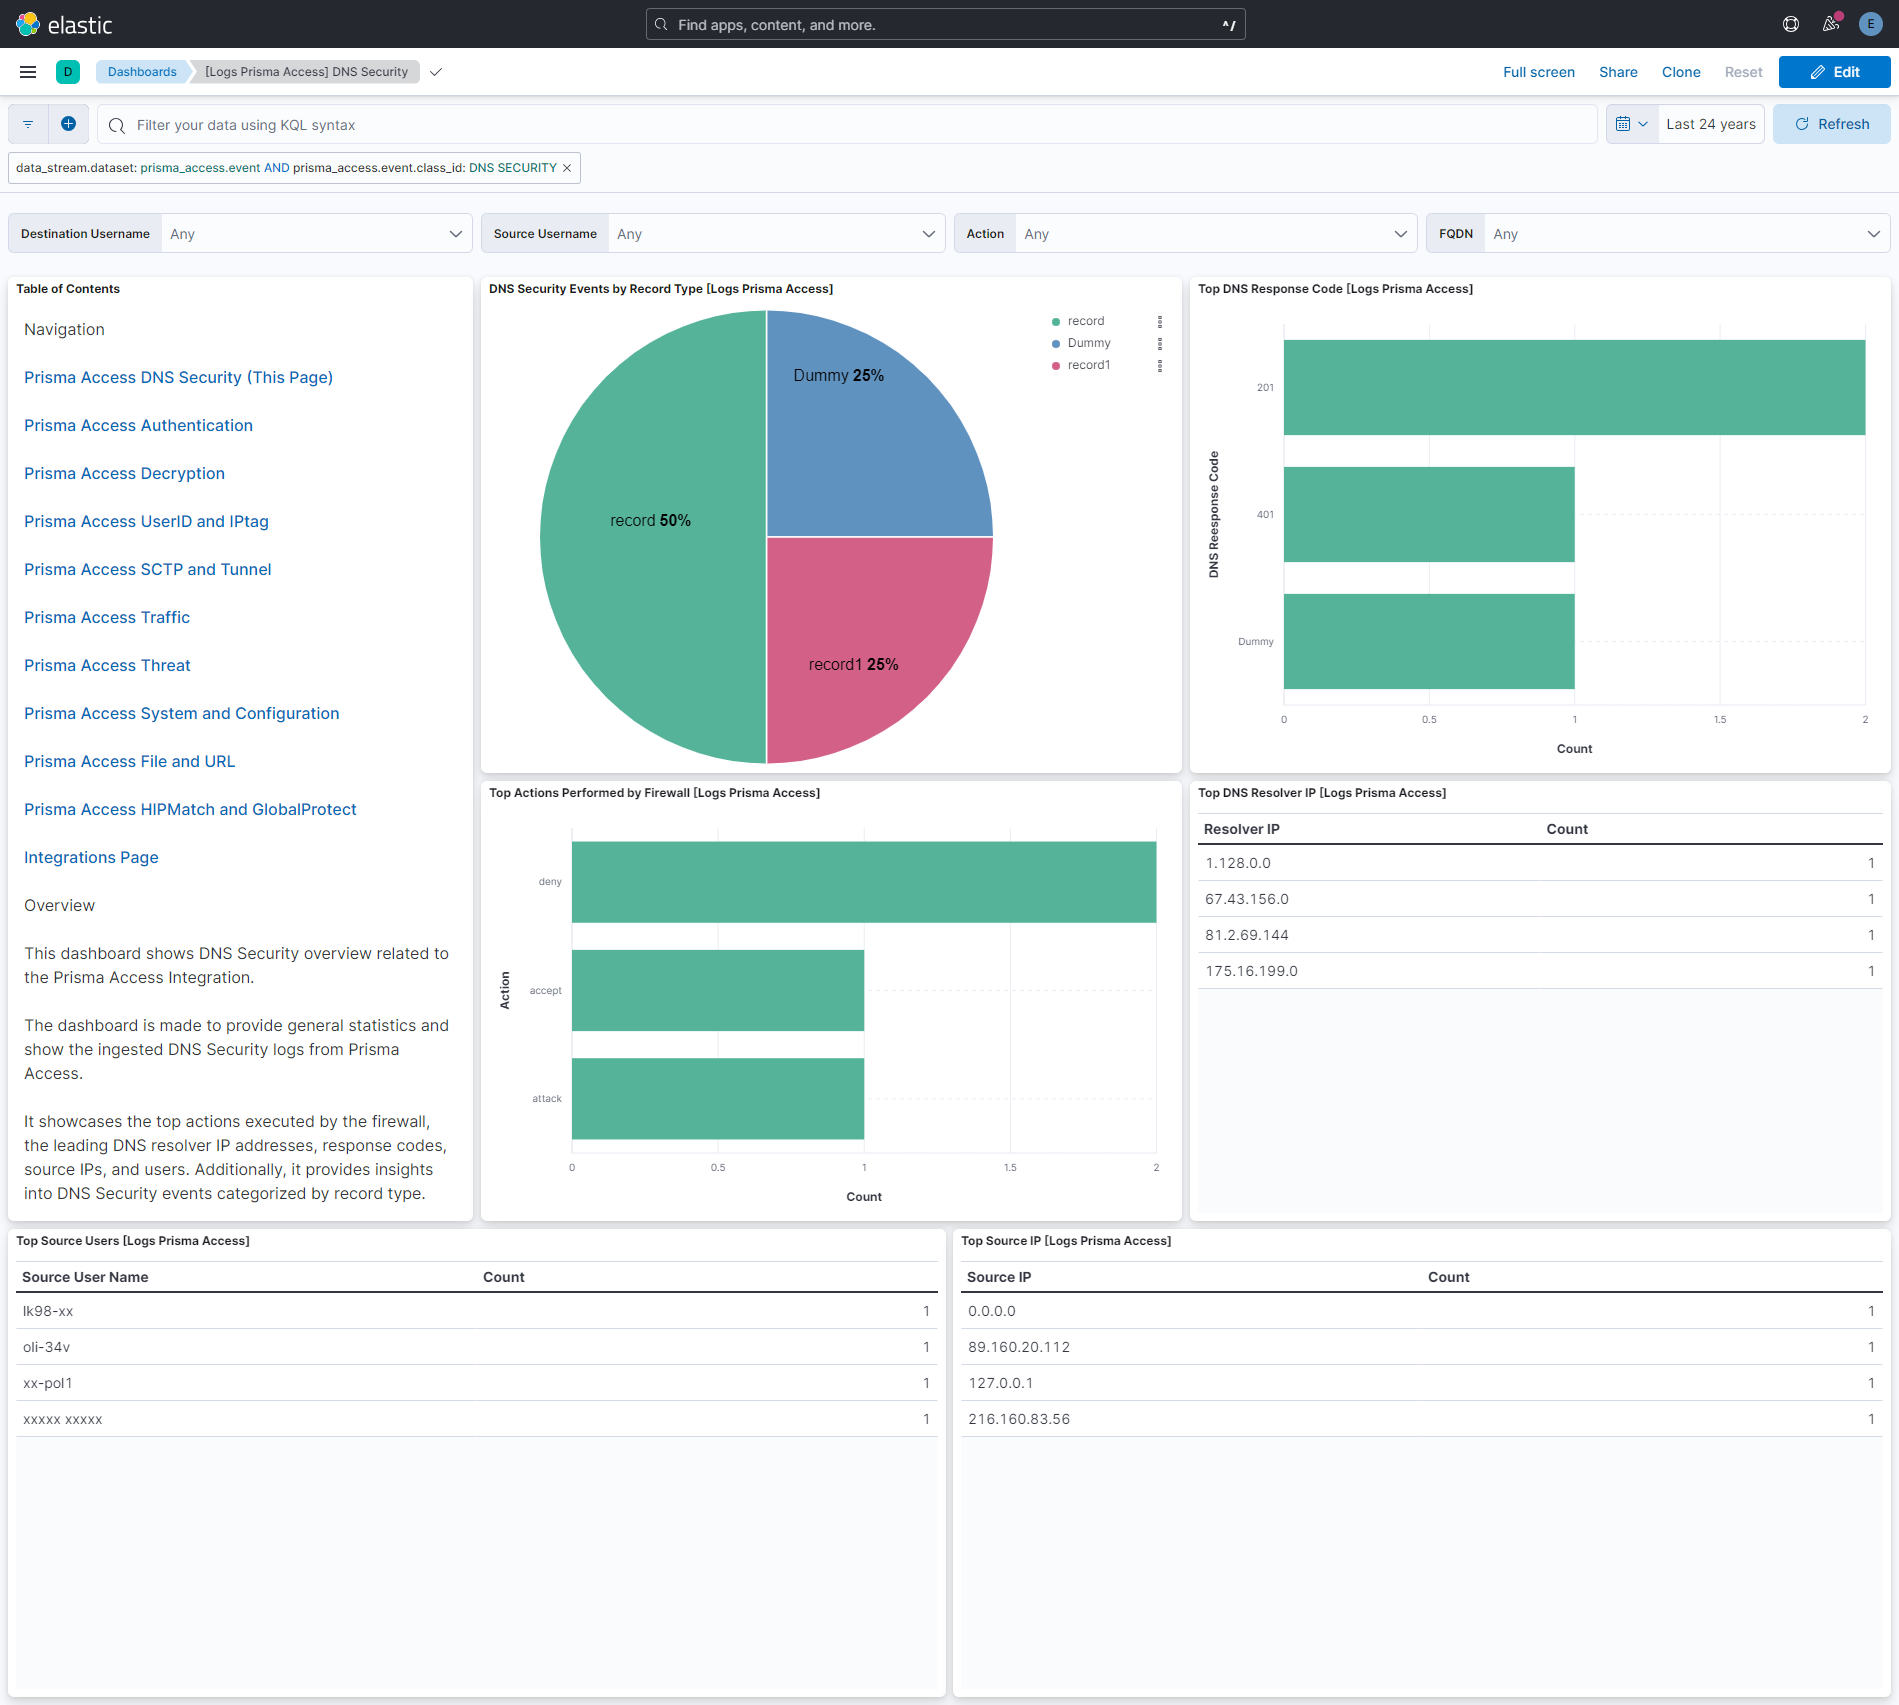 elastic
Find apps, content, and more.
^/
E
D
Dashboards
[Logs Prisma Access] DNS Security
Full screen
Share
Clone
Reset
Edit
Filter your data using KQL syntax
Last 24 years
Refresh
data_stream.dataset: prisma_access.event AND prisma_access.event.class_id: DNS SECURITY
Destination Username
Any
Source Username
Any
Action
Any
FQDN
Any
Table of Contents
Navigation
Prisma Access DNS Security (This Page)
Prisma Access Authentication
Prisma Access Decryption
Prisma Access UserID and IPtag
Prisma Access SCTP and Tunnel
Prisma Access Traffic
Prisma Access Threat
Prisma Access System and Configuration
Prisma Access File and URL
Prisma Access HIPMatch and GlobalProtect
Integrations Page
Overview
This dashboard shows DNS Security overview related to
the Prisma Access Integration.
The dashboard is made to provide general statistics and
show the ingested DNS Security logs from Prisma
Access.
It showcases the top actions executed by the firewall,
the leading DNS resolver IP addresses, response codes,
source IPs, and users. Additionally, it provides insights
into DNS Security events categorized by record type.
DNS Security Events by Record Type [Logs Prisma Access]
Dummy 25%
record 50%
record1 25%
record
Dummy
record1
Top DNS Response Code [Logs Prisma Access]
DNS Reesponse Code
201
401
Dummy
0 0.5 1 1.5 2
Count
Top Actions Performed by Firewall [Logs Prisma Access]
Action
deny
accept
attack
0 0.5 1 1.5 2
Count
Top DNS Resolver IP [Logs Prisma Access]
Resolver IP Count
1.128.0.0 1
67.43.156.0 1
81.2.69.144 1
175.16.199.0 1
Top Source Users [Logs Prisma Access]
Source User Name Count
lk98-xx 1
oli-34v 1
xx-pol1 1
xxxxx xxxxx 1
Top Source IP [Logs Prisma Access]
Source IP Count
0.0.0.0 1
89.160.20.112 1
127.0.0.1 1
216.160.83.56 1